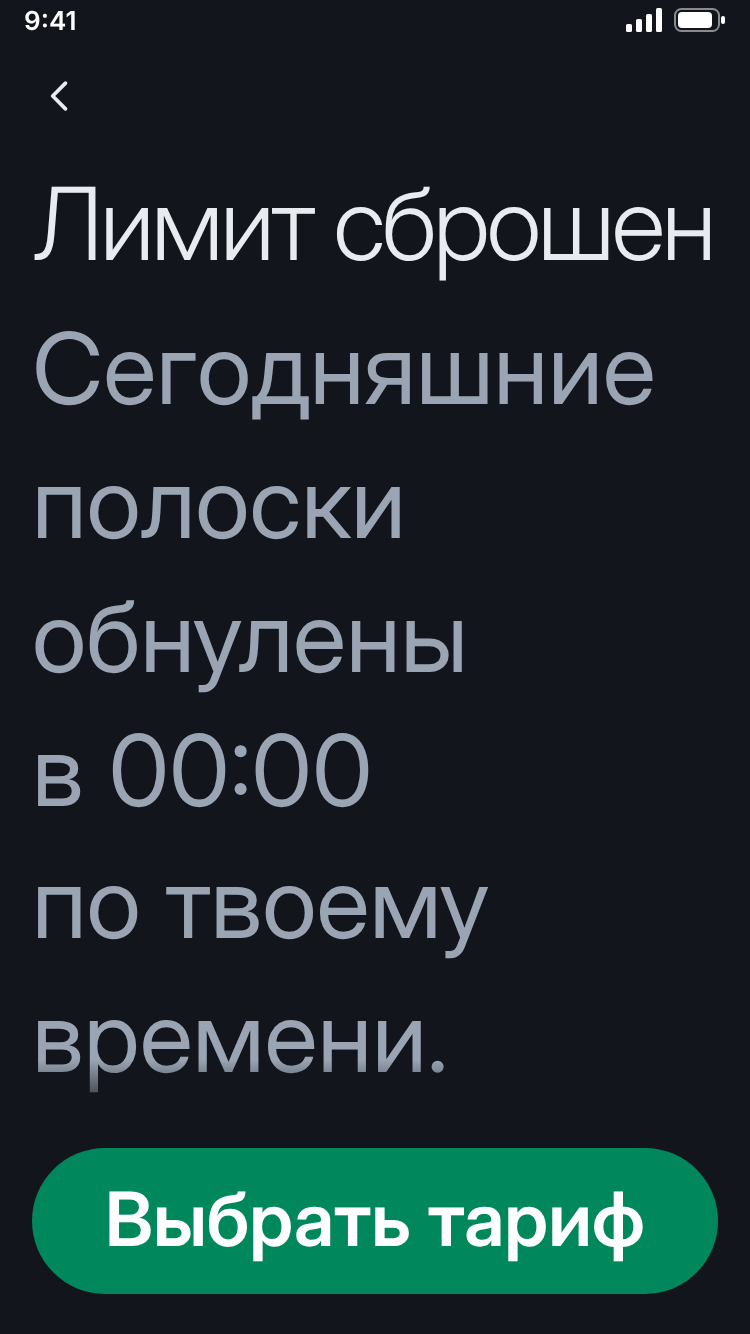 9:41
Лимит сброшен
Сегодняшние
полоски
обнулены
в 00:00
по твоему
времени.
Выбрать тариф